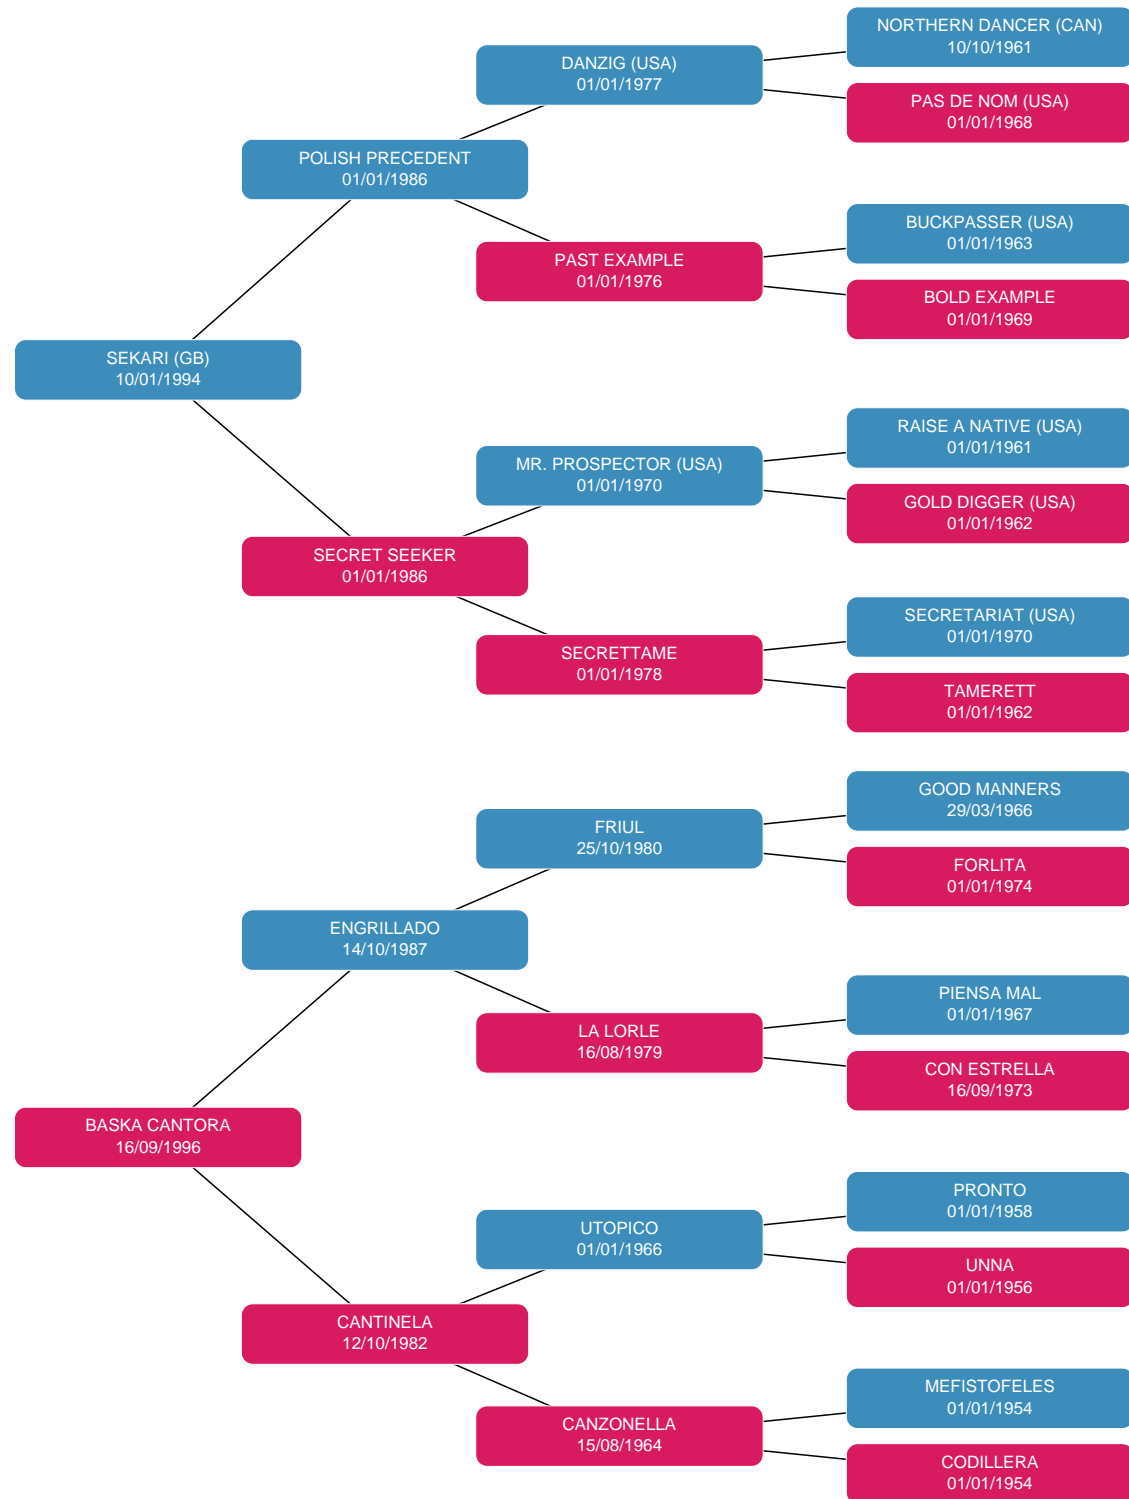 NORTHERN DANCER (CAN)
10/10/1961
DANZIG (USA)
01/01/1977
PAS DE NOM (USA)
01/01/1968
POLISH PRECEDENT
01/01/1986
BUCKPASSER (USA)
01/01/1963
PAST EXAMPLE
01/01/1976
BOLD EXAMPLE
01/01/1969
SEKARI (GB)
10/01/1994
RAISE A NATIVE (USA)
01/01/1961
MR. PROSPECTOR (USA)
01/01/1970
GOLD DIGGER (USA)
01/01/1962
SECRET SEEKER
01/01/1986
SECRETARIAT (USA)
01/01/1970
SECRETTAME
01/01/1978
TAMERETT
01/01/1962
GOOD MANNERS
29/03/1966
FRIUL
25/10/1980
FORLITA
01/01/1974
ENGRILLADO
14/10/1987
PIENSA MAL
01/01/1967
LA LORLE
16/08/1979
CON ESTRELLA
16/09/1973
BASKA CANTORA
16/09/1996
PRONTO
01/01/1958
UTOPICO
01/01/1966
UNNA
01/01/1956
CANTINELA
12/10/1982
MEFISTOFELES
01/01/1954
CANZONELLA
15/08/1964
CODILLERA
01/01/1954